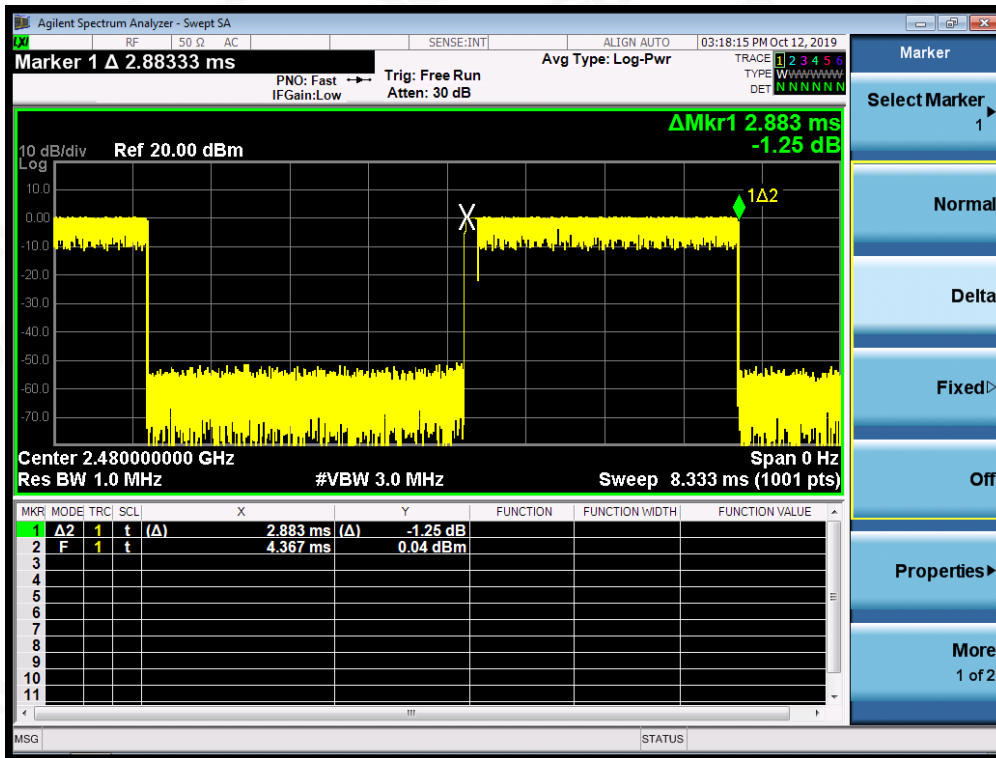 Agilent Spectrum Analyzer - Swept SA
LXI RF 50 Ω AC SENSE:INT ALIGN AUTO 03:18:15 PM Oct 12, 2019
Marker 1 Δ 2.88333 ms
PNO: Fast
IFGain:Low
Trig: Free Run
Atten: 30 dB
Avg Type: Log-Pwr
TRACE 1 2 3 4 5 6
TYPE WWWWWWW
DET N N N N N N
ΔMkr1 2.883 ms
-1.25 dB
10 dB/div Ref 20.00 dBm
Log
10.0
0.00
-10.0
-20.0
-30.0
-40.0
-50.0
-60.0
-70.0
1Δ2
X
Center 2.480000000 GHz Span 0 Hz
Res BW 1.0 MHz #VBW 3.0 MHz Sweep 8.333 ms (1001 pts)
MKR MODE TRC SCL X Y FUNCTION FUNCTION WIDTH FUNCTION VALUE
1 Δ2 1 t (Δ) 2.883 ms (Δ) -1.25 dB
2 F 1 t 4.367 ms 0.04 dBm
3
4
5
6
7
8
9
10
11
MSG STATUS
Marker
Select Marker
1
Normal
Delta
Fixed
Off
Properties
More
1 of 2